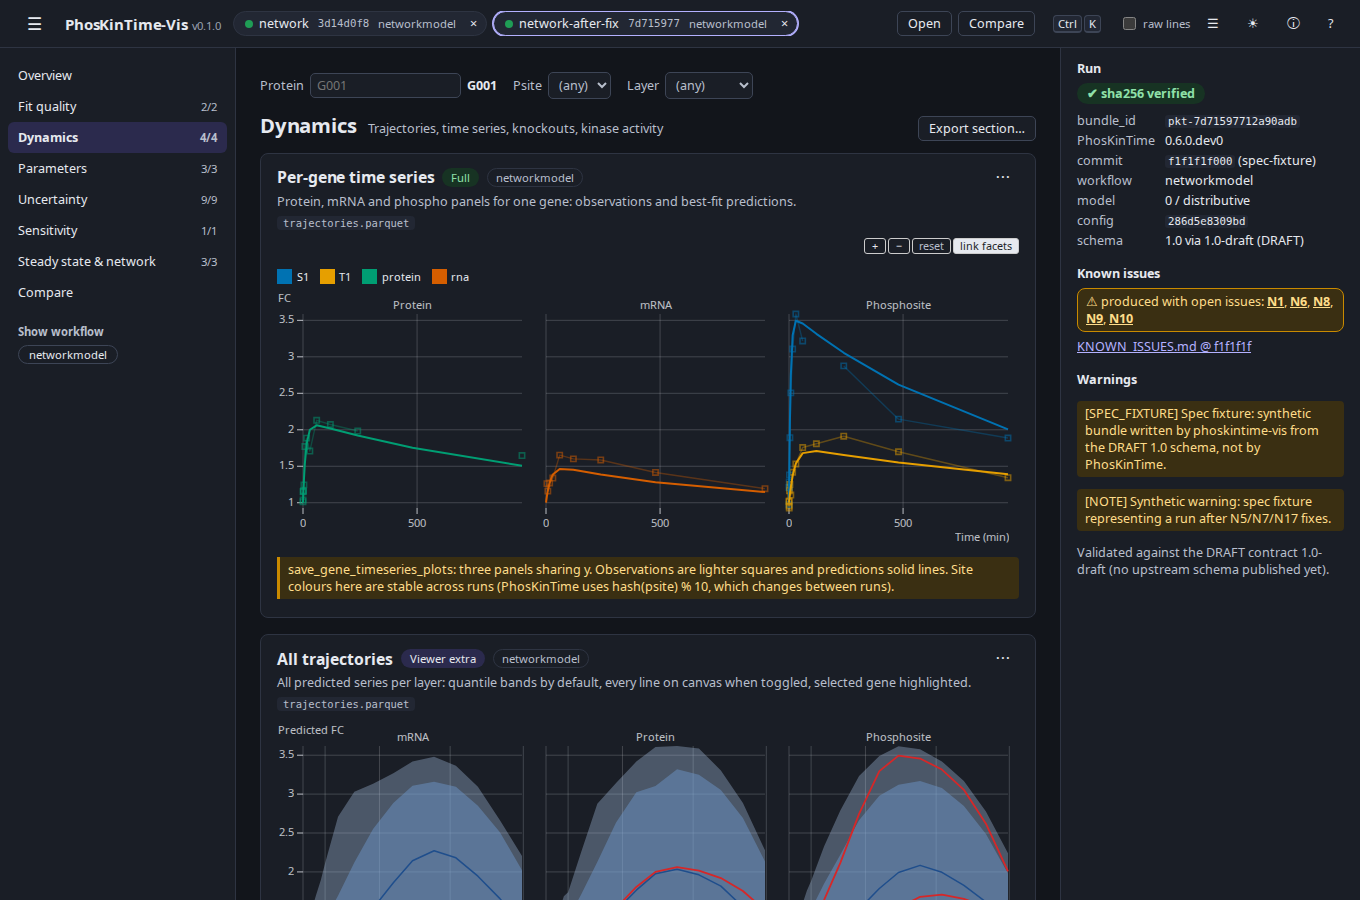 ☰ PhosKinTime-Vis v0.1.0 network 3d14d0f8 networkmodel × network-after-fix 7d715977 networkmodel × Open Compare Ctrl K raw lines ☰ ☀ ⓘ ?
Overview
Fit quality 2/2
Dynamics 4/4
Parameters 3/3
Uncertainty 9/9
Sensitivity 1/1
Steady state & network 3/3
Compare
Show workflow
networkmodel
Protein G001 G001 Psite (any) Layer (any)
Dynamics Trajectories, time series, knockouts, kinase activity Export section...
Per-gene time series Full networkmodel ...
Protein, mRNA and phospho panels for one gene: observations and best-fit predictions.
trajectories.parquet
+ − reset link facets
S1 T1 protein rna
FC
Protein mRNA Phosphosite
3.5
3
2.5
2
1.5
1
0 500 0 500 0 500
Time (min)
save_gene_timeseries_plots: three panels sharing y. Observations are lighter squares and predictions solid lines. Site
colours here are stable across runs (PhosKinTime uses hash(psite) % 10, which changes between runs).
All trajectories Viewer extra networkmodel ...
All predicted series per layer: quantile bands by default, every line on canvas when toggled, selected gene highlighted.
trajectories.parquet
Predicted FC
mRNA Protein Phosphosite
3.5
3
2.5
2
Run
✔ sha256 verified
bundle_id pkt-7d71597712a90adb
PhosKinTime 0.6.0.dev0
commit f1f1f1f000 (spec-fixture)
workflow networkmodel
model 0 / distributive
config 286d5e8309bd
schema 1.0 via 1.0-draft (DRAFT)
Known issues
⚠ produced with open issues: N1, N6, N8,
N9, N10
KNOWN_ISSUES.md @ f1f1f1f
Warnings
[SPEC_FIXTURE] Spec fixture: synthetic
bundle written by phoskintime-vis from
the DRAFT 1.0 schema, not by
PhosKinTime.
[NOTE] Synthetic warning: spec fixture
representing a run after N5/N7/N17 fixes.
Validated against the DRAFT contract 1.0-
draft (no upstream schema published yet).